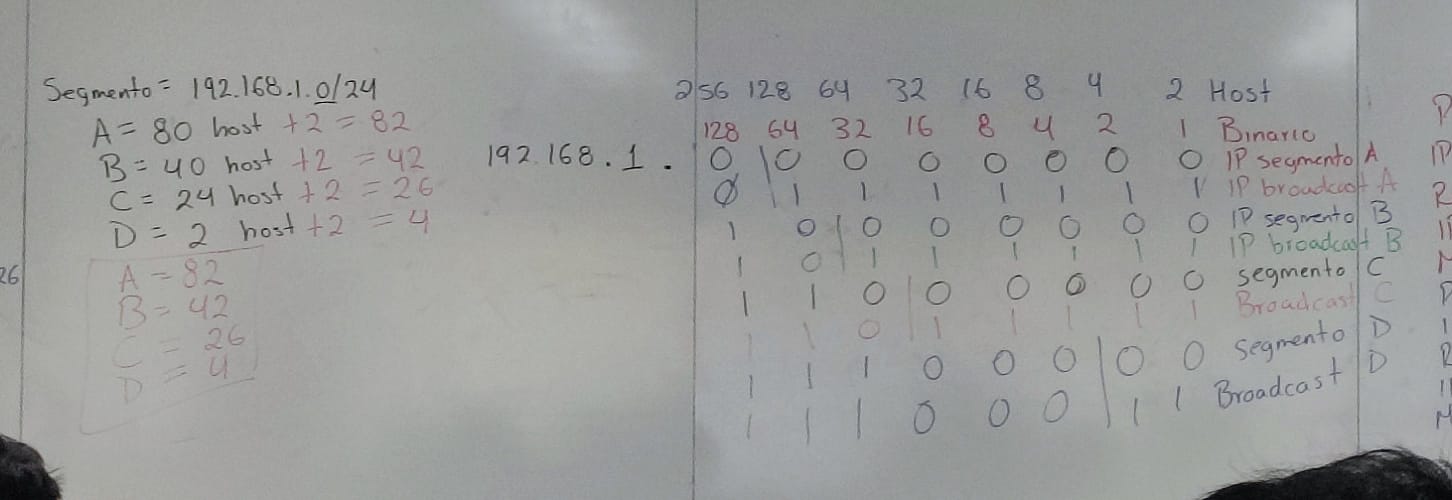 Segmento = 192.168.1.0/24
A = 80 host +2 = 82
B = 40 host +2 = 42
C = 24 host +2 = 26
D = 2 host +2 = 4
A = 82
B = 42
C = 26
D = 4
26
256 128 64 32 16 8 4 2 Host
128 64 32 16 8 4 2 1 Binario
192.168.1. 0|0 0 0 0 0 0 0 IP segmento A
0|1 1 1 1 1 1 1 IP broadcast A
1 0|0 0 0 0 0 0 IP segmento B
1 0|1 1 1 1 1 1 IP broadcast B
1 1 0|0 0 0 0 0 segmento C
1 1 0|1 1 1 1 1 Broadcast C
1 1 1 0 0 0|0 0 segmento D
1 1 1 0 0 0|1 1 Broadcast D
P
IP
R